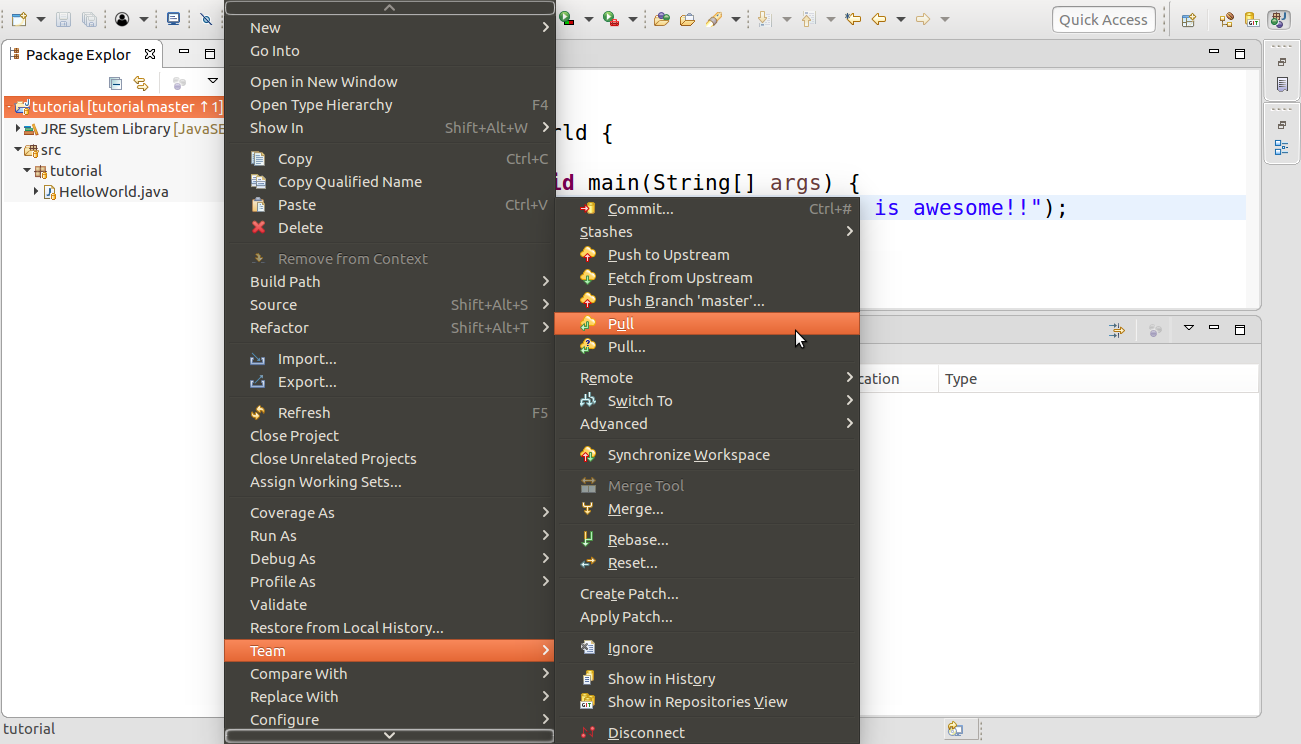 Quick Access
Package Explor
tutorial [tutorial master ↑1]
JRE System Library [JavaSE
src
tutorial
HelloWorld.java
New
Go Into
Open in New Window
Open Type Hierarchy F4
Show In Shift+Alt+W
Copy Ctrl+C
Copy Qualified Name
Paste Ctrl+V
Delete
Remove from Context
Build Path
Source Shift+Alt+S
Refactor Shift+Alt+T
Import...
Export...
Refresh F5
Close Project
Close Unrelated Projects
Assign Working Sets...
Coverage As
Run As
Debug As
Profile As
Validate
Restore from Local History...
Team
Compare With
Replace With
Configure
rld {
id main(String[] args) {
is awesome!!");
Commit... Ctrl+#
Stashes
Push to Upstream
Fetch from Upstream
Push Branch 'master'...
Pull
Pull...
Remote
Switch To
Advanced
Synchronize Workspace
Merge Tool
Merge...
Rebase...
Reset...
Create Patch...
Apply Patch...
Ignore
Show in History
GIT Show in Repositories View
Disconnect
cation Type
tutorial